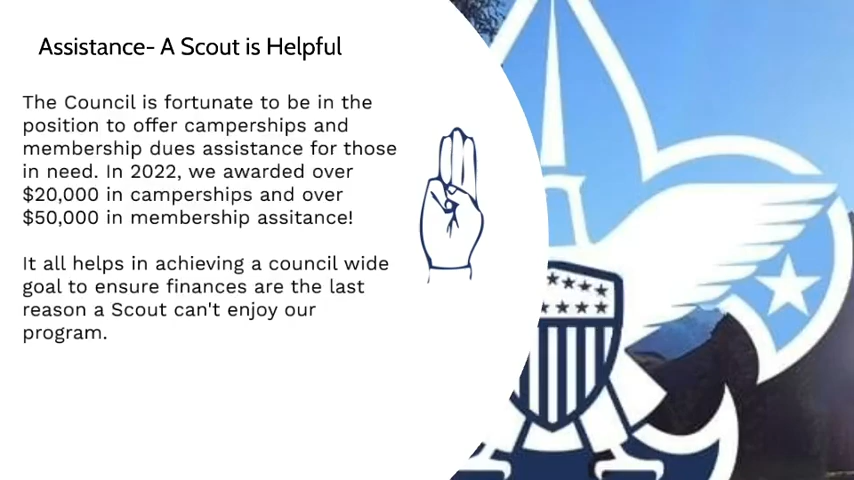 Assistance- A Scout is Helpful
The Council is fortunate to be in the
position to offer camperships and
membership dues assistance for those
in need. In 2022, we awarded over
$20,000 in camperships and over
$50,000 in membership assitance!
It all helps in achieving a council wide
goal to ensure finances are the last
reason a Scout can't enjoy our
program.